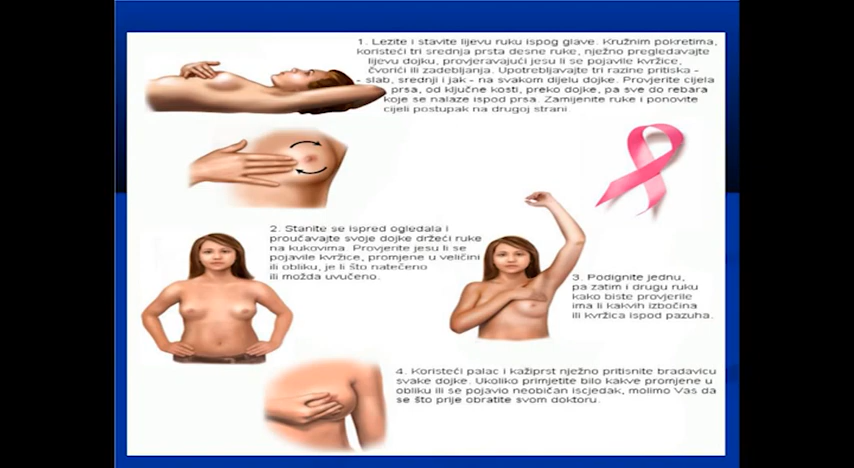 1. Lezite i stavite lijevu ruku ispog glave. Kružnim pokretima,
koristeći tri srednja prsta desne ruke, nježno pregledavajte
lijevu dojku, provjeravajući jesu li se pojavile kvržice,
čvorići ili zadebljanja. Upotrebljavajte tri razine pritiska -
- slab, srednji i jak - na svakom dijelu dojke. Provjerite cijela
prsa, od ključne kosti, preko dojke, pa sve do rebara
koje se nalaze ispod prsa. Zamijenite ruke i ponovite
cijeli postupak na drugoj strani.
2. Stanite se ispred ogledala i
proučavajte svoje dojke držeći ruke
na kukovima. Provjerite jesu li se
pojavile kvržice, promjene u veličini
ili obliku, je li što natečeno
ili možda uvučeno.
3. Podignite jednu,
pa zatim i drugu ruku
kako biste provjerile
ima li kakvih izbočina
ili kvržica ispod pazuha.
4. Koristeći palac i kažiprst nježno pritisnite bradavicu
svake dojke. Ukoliko primjetite bilo kakve promjene u
obliku ili se pojavio neobičan iscjedak, molimo Vas da
se što prije obratite svom doktoru.